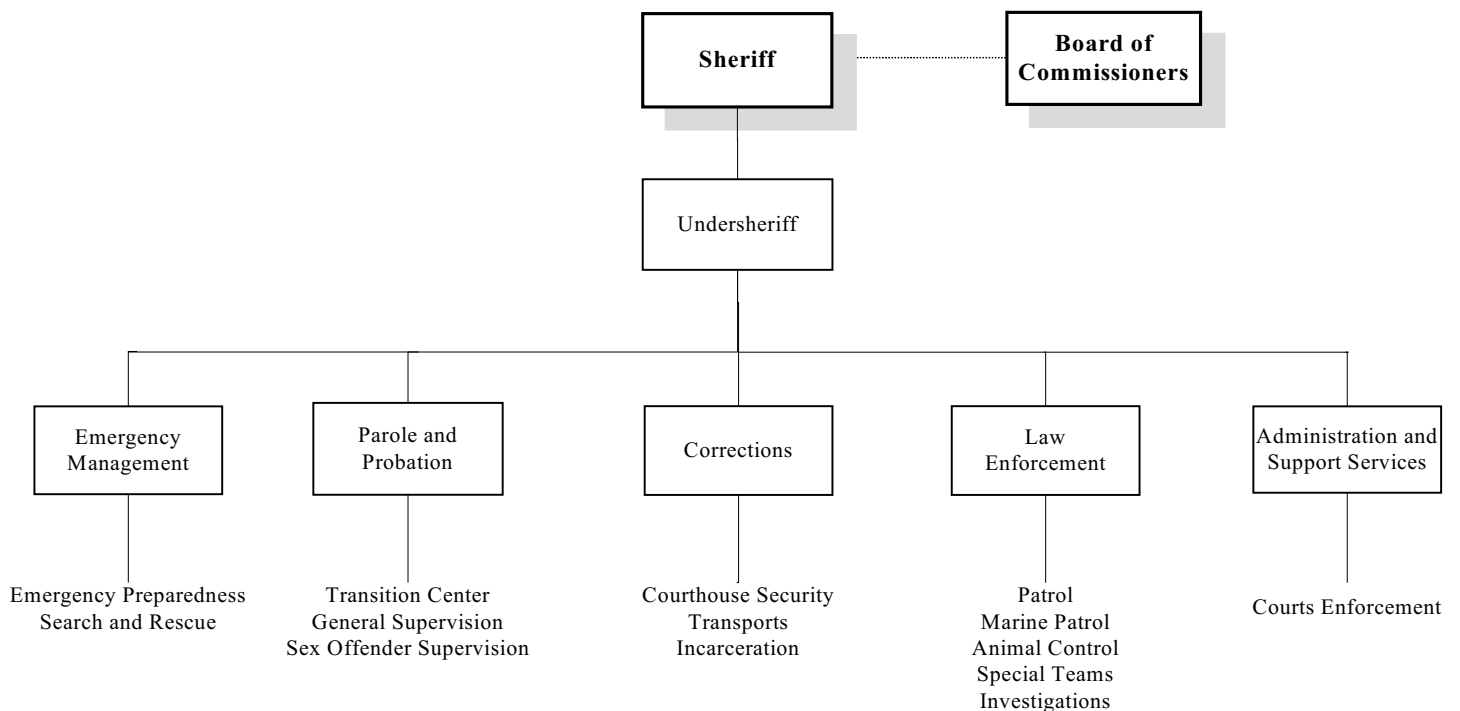 Sheriff
Board of
Commissioners
Undersheriff
Emergency
Management
Parole and
Probation
Corrections
Law
Enforcement
Administration and
Support Services
Emergency Preparedness
Search and Rescue
Transition Center
General Supervision
Sex Offender Supervision
Courthouse Security
Transports
Incarceration
Patrol
Marine Patrol
Animal Control
Special Teams
Investigations
Courts Enforcement